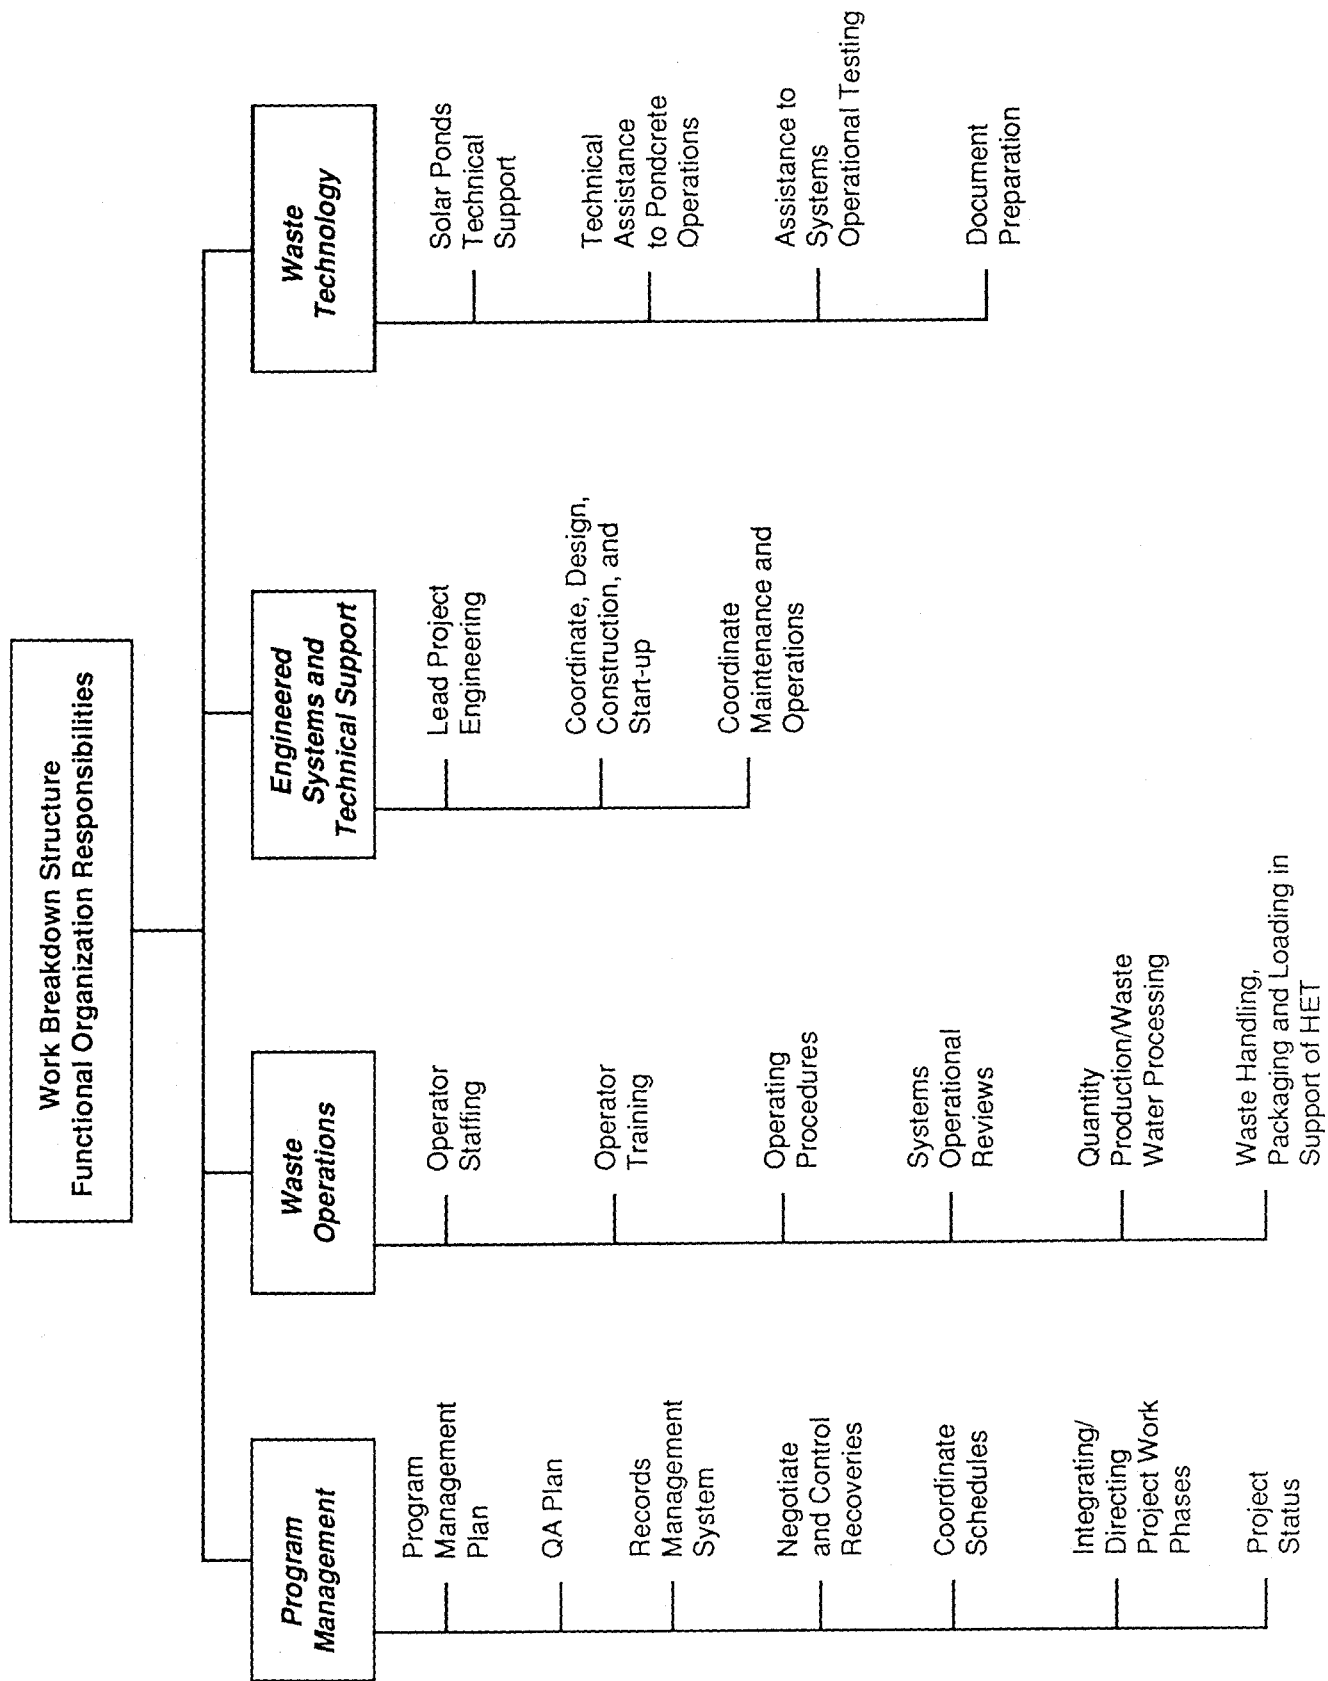 Work Breakdown Structure
Functional Organization Responsibilities
Program
Management
Program
Management
Plan
QA Plan
Records
Management
System
Negotiate
and Control
Recoveries
Coordinate
Schedules
Integrating/
Directing
Project Work
Phases
Project
Status
Waste
Operations
Operator
Staffing
Operator
Training
Operating
Procedures
Systems
Operational
Reviews
Quantity
Production/Waste
Water Processing
Waste Handling,
Packaging and Loading in
Support of HET
Engineered
Systems and
Technical Support
Lead Project
Engineering
Coordinate, Design,
Construction, and
Start-up
Coordinate
Maintenance and
Operations
Waste
Technology
Solar Ponds
Technical
Support
Technical
Assistance
to Pondcrete
Operations
Assistance to
Systems
Operational Testing
Document
Preparation